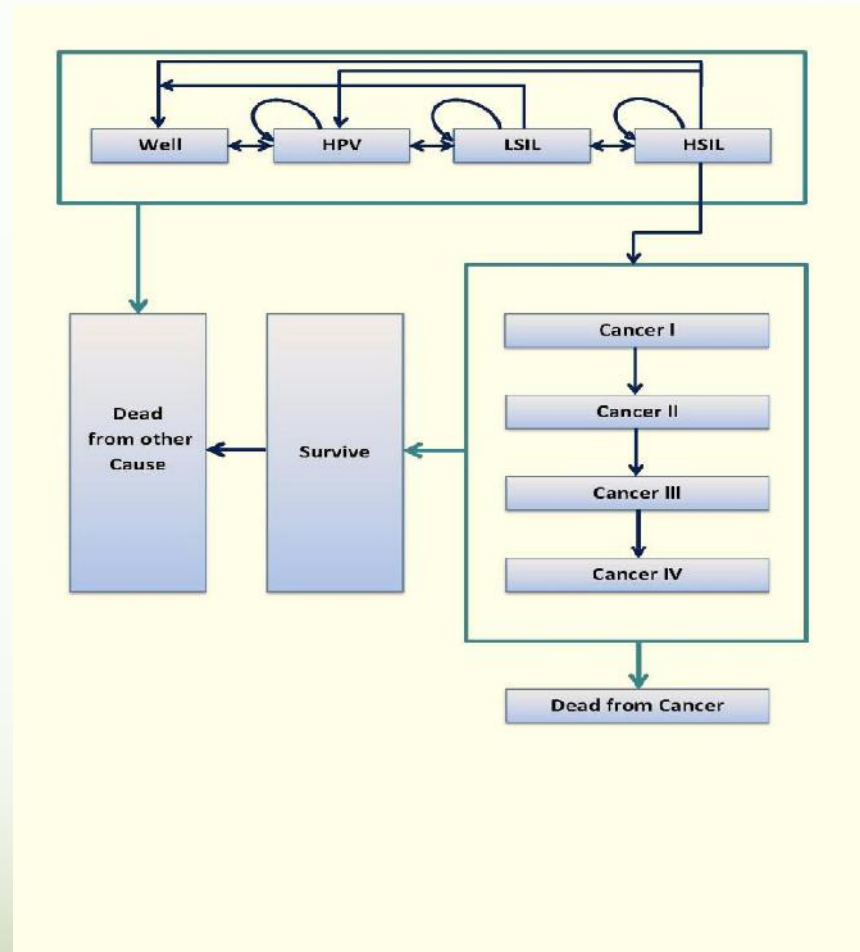 Well
HPV
LSIL
HSIL
Dead
from other
Cause
Survive
Cancer I
Cancer II
Cancer III
Cancer IV
Dead from Cancer